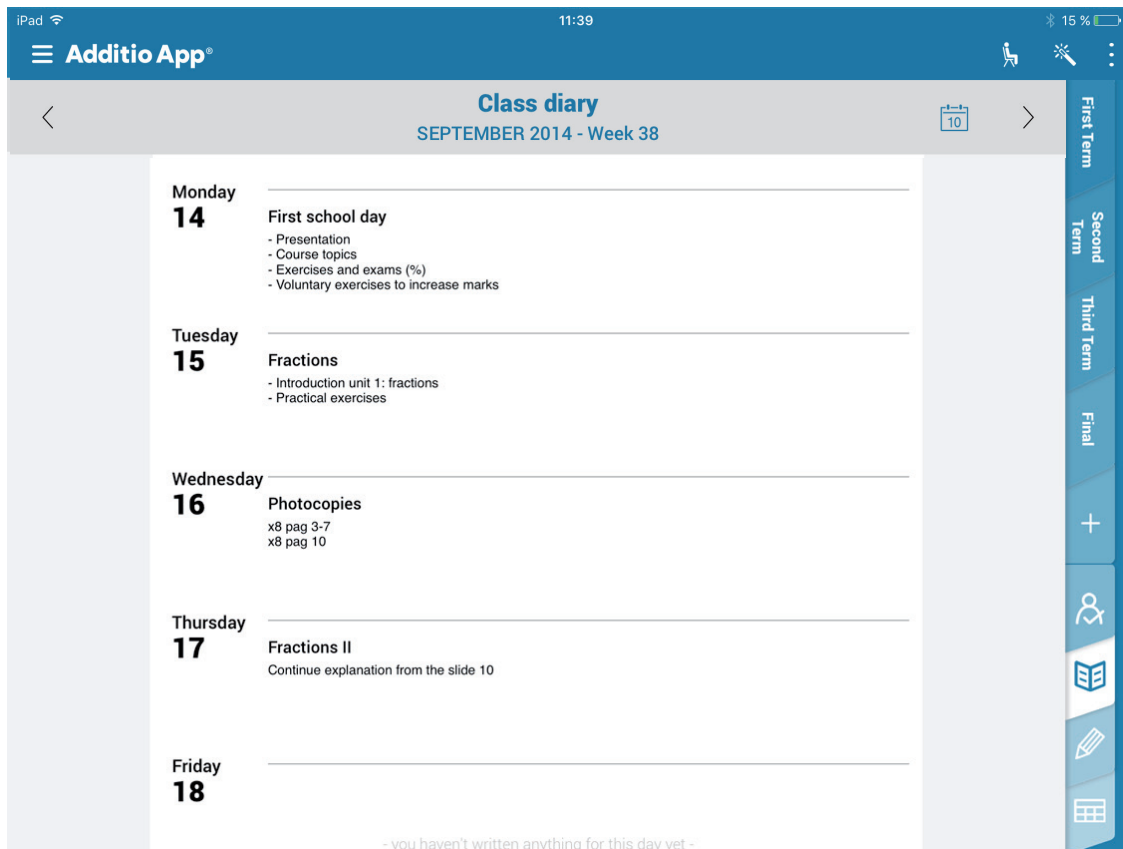 iPad 11:39 15 %
Additio App®
Class diary
SEPTEMBER 2014 - Week 38
10
Monday
14
First school day
- Presentation
- Course topics
- Exercises and exams (%)
- Voluntary exercises to increase marks
Tuesday
15
Fractions
- Introduction unit 1: fractions
- Practical exercises
Wednesday
16
Photocopies
x8 pag 3-7
x8 pag 10
Thursday
17
Fractions II
Continue explanation from the slide 10
Friday
18
- you haven't written anything for this day yet -
First Term
Second
Term
Third Term
Final
+